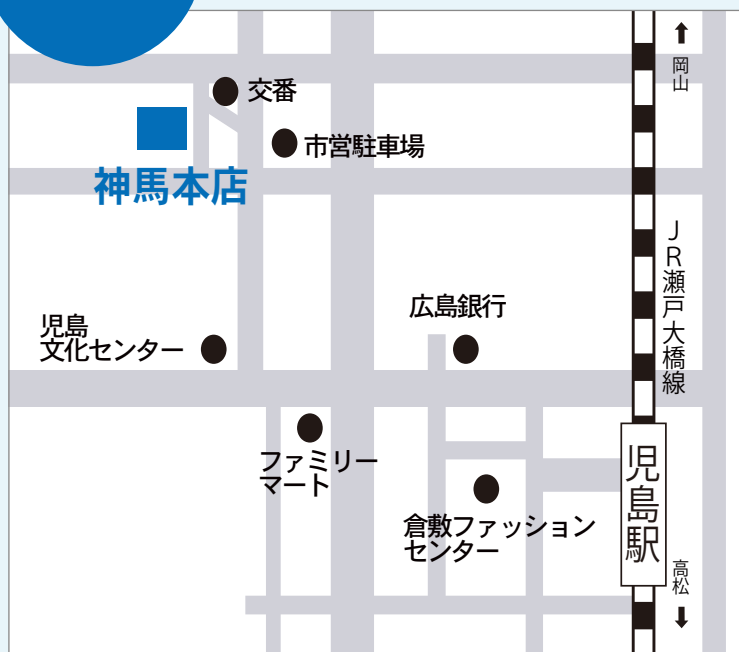 岡山
交番
市営駐車場
神馬本店
JR瀬戸大橋線
広島銀行
児島
文化センター
ファミリー
マート
児島駅
倉敷ファッション
センター
高松